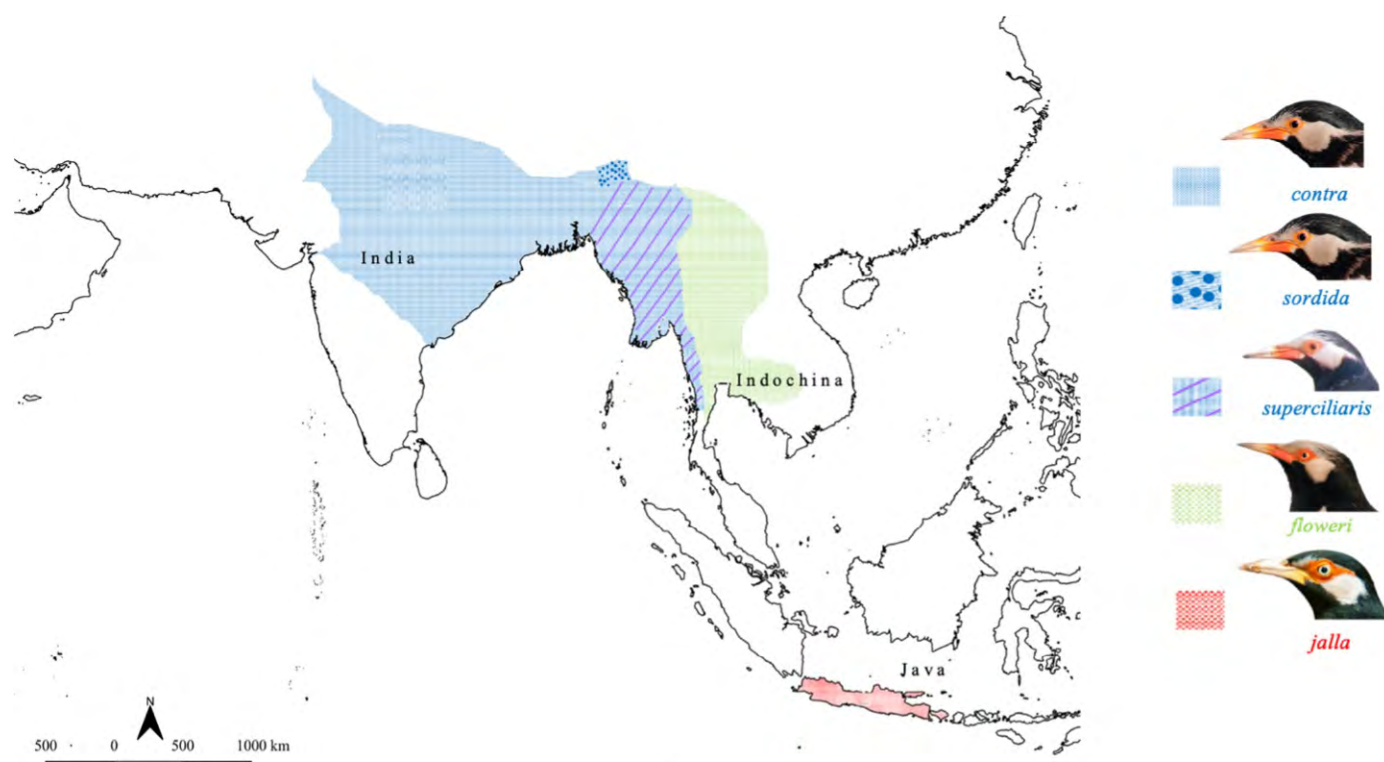 contra
India
sordida
Indochina
superciliaris
floweri
jalla
Java
N
500 0 500 1000 km